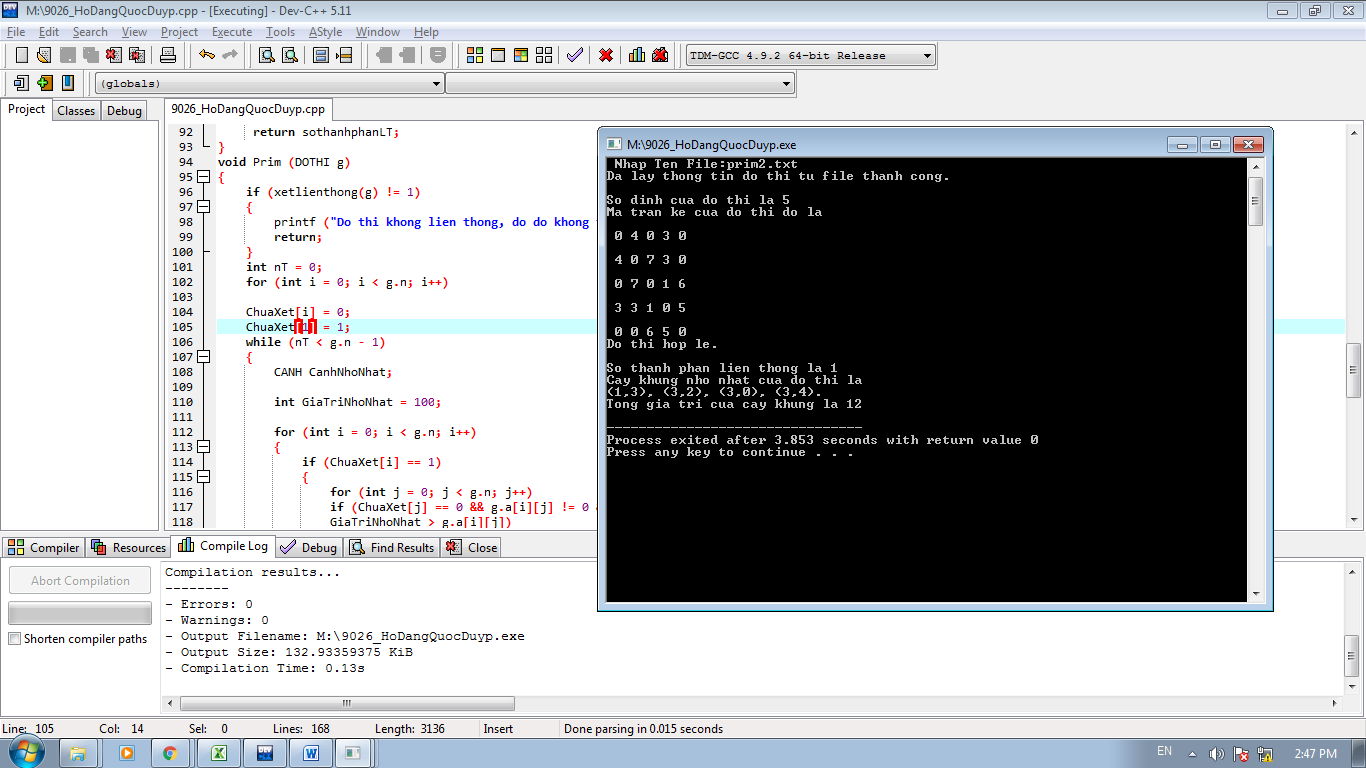 M:\9026_HoDangQuocDuyp.cpp - [Executing] - Dev-C++ 5.11
File Edit Search View Project Execute Tools AStyle Window Help
TDM-GCC 4.9.2 64-bit Release
(globals)
Project Classes Debug
9026_HoDangQuocDuyp.cpp
92 return sothanhphanLT;
93 }
94 void Prim (DOTHI g)
95 {
96 if (xetlienthong(g) != 1)
97 {
98 printf ("Do thi khong lien thong, do do khong
99 return;
100 }
101 int nT = 0;
102 for (int i = 0; i < g.n; i++)
103
104 ChuaXet[i] = 0;
105 ChuaXet[1] = 1;
106 while (nT < g.n - 1)
107 {
108 CANH CanhNhoNhat;
109
110 int GiaTriNhoNhat = 100;
111
112 for (int i = 0; i < g.n; i++)
113 {
114 if (ChuaXet[i] == 1)
115 {
116 for (int j = 0; j < g.n; j++)
117 if (ChuaXet[j] == 0 && g.a[i][j] != 0
118 GiaTriNhoNhat > g.a[i][j])
M:\9026_HoDangQuocDuyp.exe
Nhap Ten File:prim2.txt
Da lay thong tin do thi tu file thanh cong.
So dinh cua do thi la 5
Ma tran ke cua do thi do la
0 4 0 3 0
4 0 7 3 0
0 7 0 1 6
3 3 1 0 5
0 0 6 5 0
Do thi hop le.
So thanh phan lien thong la 1
Cay khung nho nhat cua do thi la
(1,3), (3,2), (3,0), (3,4).
Tong gia tri cua cay khung la 12
--------------------------------
Process exited after 3.853 seconds with return value 0
Press any key to continue . . .
Compiler Resources Compile Log Debug Find Results Close
Abort Compilation
Shorten compiler paths
Compilation results...
--------
- Errors: 0
- Warnings: 0
- Output Filename: M:\9026_HoDangQuocDuyp.exe
- Output Size: 132.93359375 KiB
- Compilation Time: 0.13s
Line: 105 Col: 14 Sel: 0 Lines: 168 Length: 3136 Insert Done parsing in 0.015 seconds
EN 2:47 PM